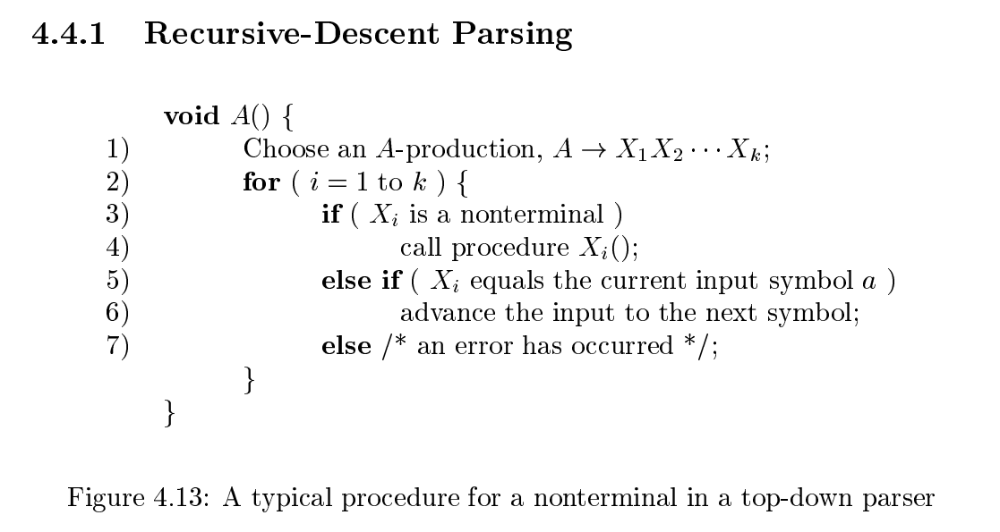 4.4.1 Recursive-Descent Parsing
void A() {
1) Choose an A-production, A → X₁X₂ ··· Xₖ;
2) for ( i = 1 to k ) {
3) if ( Xᵢ is a nonterminal )
4) call procedure Xᵢ();
5) else if ( Xᵢ equals the current input symbol a )
6) advance the input to the next symbol;
7) else /* an error has occurred */;
}
}
Figure 4.13: A typical procedure for a nonterminal in a top-down parser